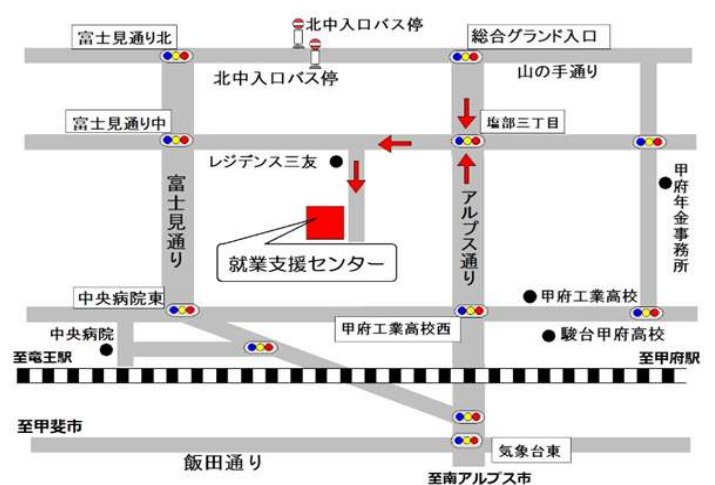 北中入口バス停
富士見通り北
総合グランド入口
北中入口バス停
山の手通り
富士見通り中
塩部三丁目
レジデンス三友
富士見通り
アルプス通り
甲府年金事務所
就業支援センター
中央病院東
甲府工業高校
中央病院
甲府工業高校西
駿台甲府高校
至竜王駅
至甲府駅
至甲斐市
飯田通り
気象台東
至南アルプス市